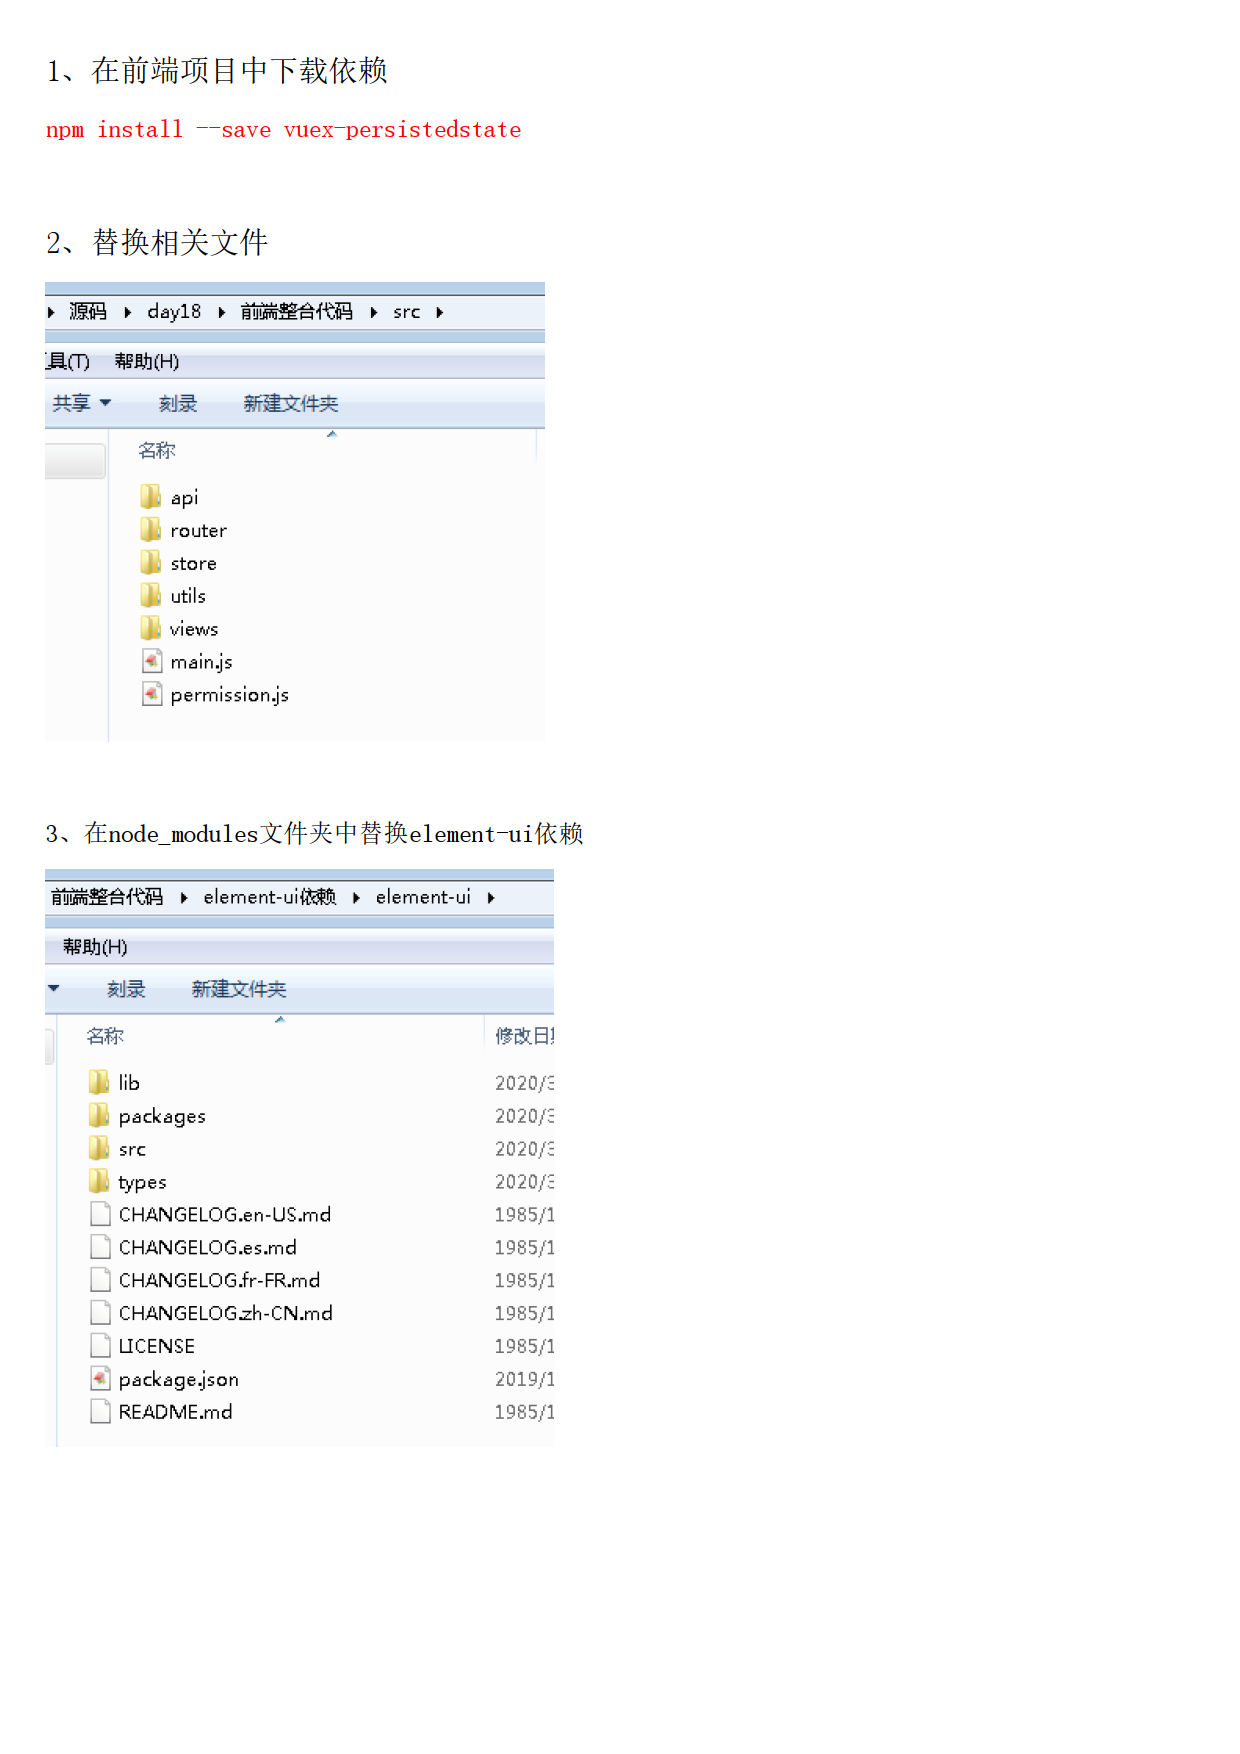 1、在前端项目中下载依赖
npm install --save vuex-persistedstate
2、替换相关文件
源码 day18 前端整合代码 src
具(T) 帮助(H)
共享 刻录 新建文件夹
名称
api
router
store
utils
views
main.js
permission.js
3、在node_modules文件夹中替换element-ui依赖
前端整合代码 element-ui依赖 element-ui
帮助(H)
刻录 新建文件夹
名称 修改日
lib 2020/3
packages 2020/3
src 2020/3
types 2020/3
CHANGELOG.en-US.md 1985/1
CHANGELOG.es.md 1985/1
CHANGELOG.fr-FR.md 1985/1
CHANGELOG.zh-CN.md 1985/1
LICENSE 1985/1
package.json 2019/1
README.md 1985/1